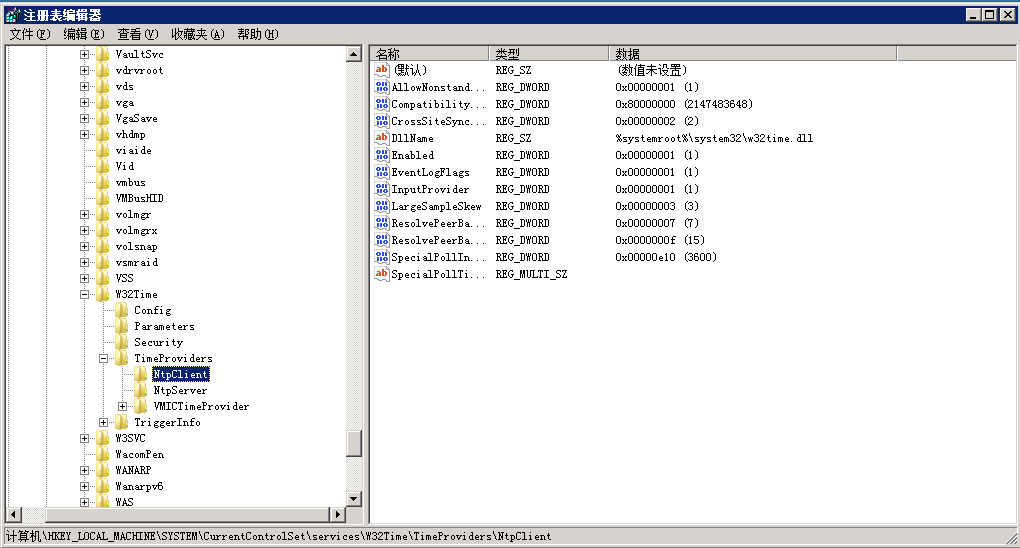 注册表编辑器
文件(F) 编辑(E) 查看(V) 收藏夹(A) 帮助(H)
VaultSvc
vdrvroot
vds
vga
VgaSave
vhdmp
viaide
Vid
vmbus
VMBusHID
volmgr
volmgrx
volsnap
vsmraid
VSS
W32Time
Config
Parameters
Security
TimeProviders
NtpClient
NtpServer
VMICTimeProvider
TriggerInfo
W3SVC
WacomPen
WANARP
Wanarpv6
WAS
名称 类型 数据
(默认) REG_SZ (数值未设置)
AllowNonstand... REG_DWORD 0x00000001 (1)
Compatibility... REG_DWORD 0x80000000 (2147483648)
CrossSiteSync... REG_DWORD 0x00000002 (2)
DllName REG_SZ %systemroot%\system32\w32time.dll
Enabled REG_DWORD 0x00000001 (1)
EventLogFlags REG_DWORD 0x00000001 (1)
InputProvider REG_DWORD 0x00000001 (1)
LargeSampleSkew REG_DWORD 0x00000003 (3)
ResolvePeerBa... REG_DWORD 0x00000007 (7)
ResolvePeerBa... REG_DWORD 0x0000000f (15)
SpecialPollIn... REG_DWORD 0x00000e10 (3600)
SpecialPollTi... REG_MULTI_SZ
计算机\HKEY_LOCAL_MACHINE\SYSTEM\CurrentControlSet\services\W32Time\TimeProviders\NtpClient